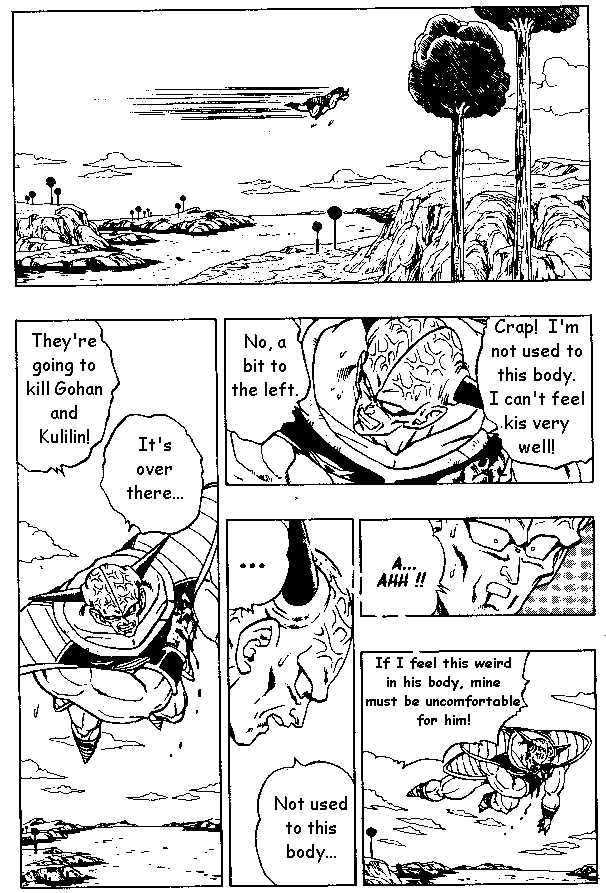 They're
going to
kill Gohan
and
Kulilin!
It's
over
there...
No, a
bit to
the left.
Crap! I'm
not used to
this body.
I can't feel
kis very
well!
...
Not used
to this
body...
A...
AHH !!
If I feel this weird
in his body, mine
must be uncomfortable
for him!